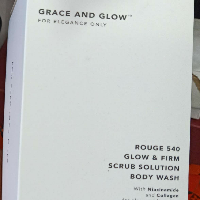 GRACE AND GLOW™
FOR ELEGANCE ONLY
ROUGE 540
GLOW & FIRM
SCRUB SOLUTION
BODY WASH
With Niacinamide
and Collagen